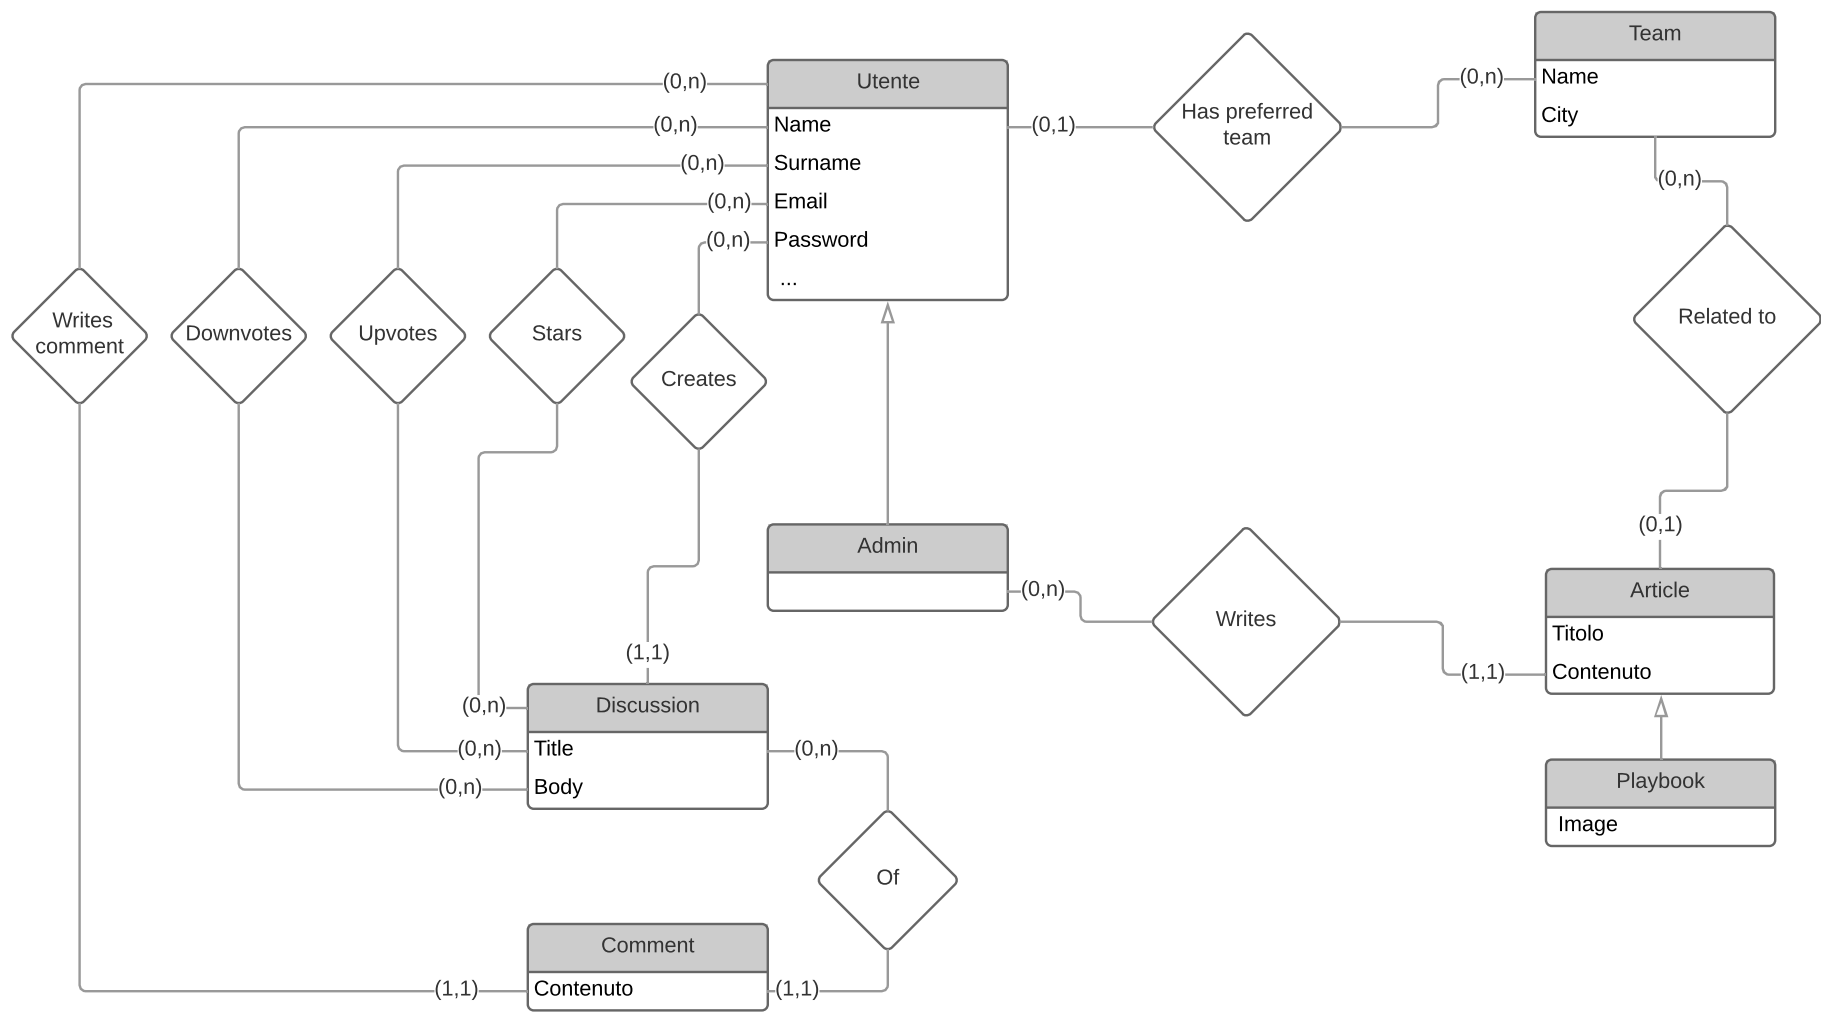 Team
Name
City
Utente
Name
Surname
Email
Password
...
(0,n)
(0,n)
(0,n)
(0,n)
(0,n)
(0,1)
Has preferred
team
(0,n)
(0,n)
Related to
(0,1)
Writes
comment
Downvotes
Upvotes
Stars
Creates
Admin
(0,n)
Writes
(1,1)
Article
Titolo
Contenuto
Playbook
Image
(1,1)
(0,n)
(0,n)
(0,n)
Discussion
Title
Body
(0,n)
Of
(1,1)
Comment
Contenuto
(1,1)